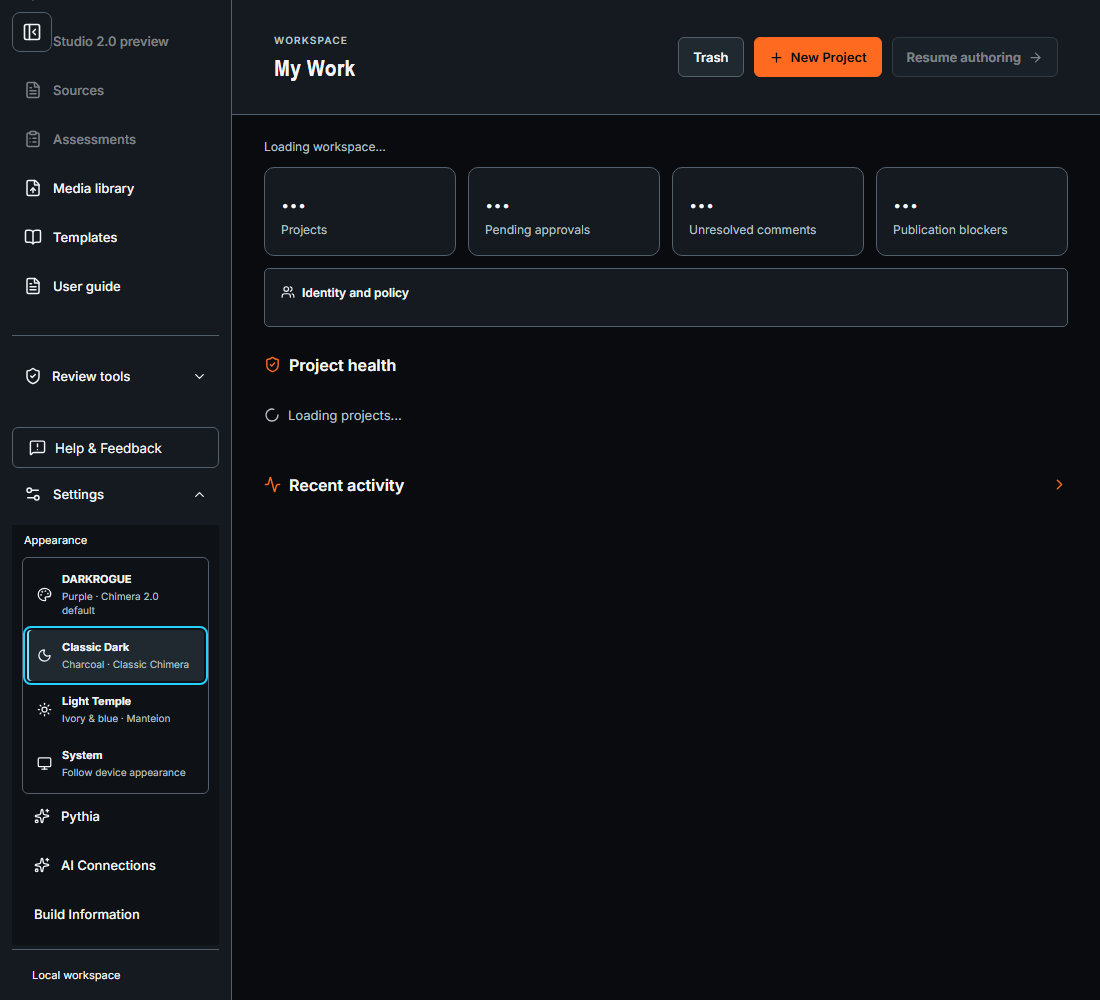 Studio 2.0 preview
Sources
Assessments
Media library
Templates
User guide
Review tools
Help & Feedback
Settings
Appearance
DARKROGUE
Purple · Chimera 2.0
default
Classic Dark
Charcoal · Classic Chimera
Light Temple
Ivory & blue · Manteion
System
Follow device appearance
Pythia
AI Connections
Build Information
Local workspace
WORKSPACE
My Work
Trash
New Project
Resume authoring
Loading workspace...
...
Projects
...
Pending approvals
...
Unresolved comments
...
Publication blockers
Identity and policy
Project health
Loading projects...
Recent activity